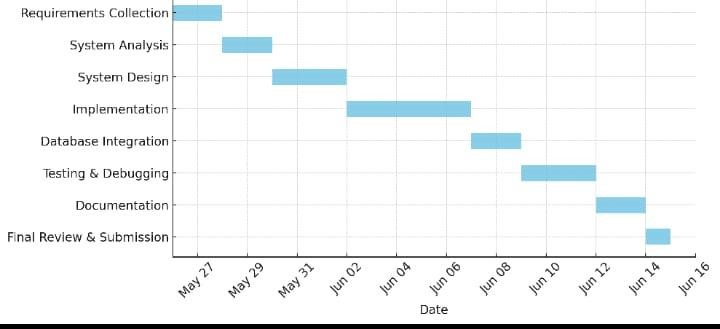 Requirements Collection
System Analysis
System Design
Implementation
Database Integration
Testing & Debugging
Documentation
Final Review & Submission
May 27 May 29 May 31 Jun 02 Jun 04 Jun 06 Jun 08 Jun 10 Jun 12 Jun 14 Jun 16
Date